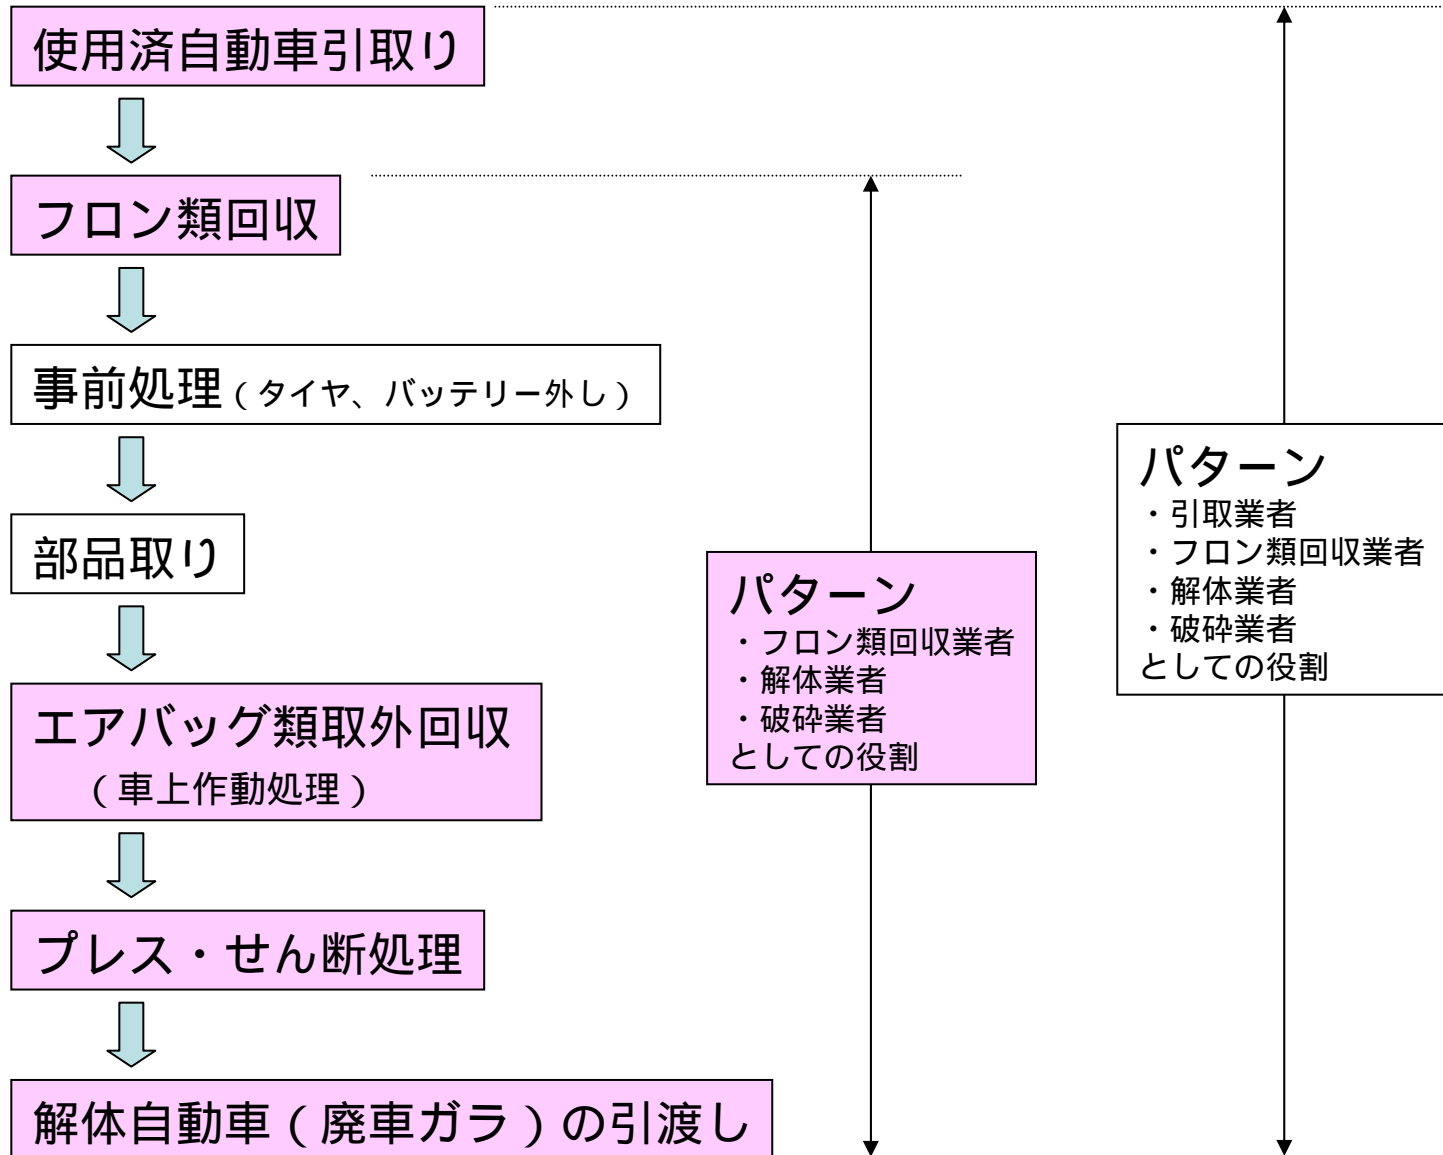 使用済自動車引取り
フロン類回収
事前処理(タイヤ、バッテリー外し)
部品取り
エアバッグ類取外回収
(車上作動処理)
プレス・せん断処理
解体自動車(廃車ガラ)の引渡し
パターン
・フロン類回収業者
・解体業者
・破砕業者
としての役割
パターン
・引取業者
・フロン類回収業者
・解体業者
・破砕業者
としての役割